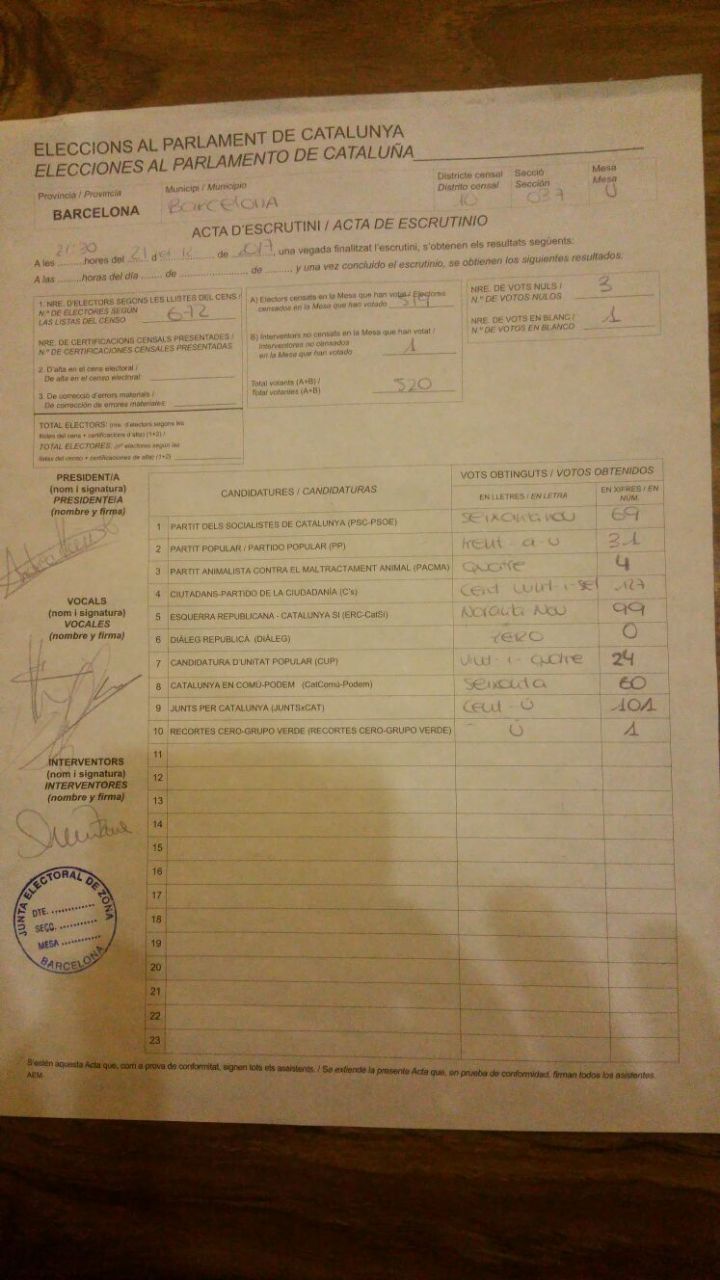 ELECCIONS AL PARLAMENT DE CATALUNYA
ELECCIONES AL PARLAMENTO DE CATALUÑA
Província / Provincia
BARCELONA
Municipi / Municipio
BARCELONA
Districte censal
Distrito censal
10
Secció
Sección
037
Mesa
Mesa
U
ACTA D'ESCRUTINI / ACTA DE ESCRUTINIO
A les 21:30 hores del 21 d de 2017, una vegada finalitzat l'escrutini, s'obtenen els resultats següents:
A las ........horas del día ....... de ........................ de ........ y una vez concluido el escrutinio, se obtienen los siguientes resultados:
1. NRE. D'ELECTORS SEGONS LES LLISTES DEL CENS /
N.º DE ELECTORES SEGÚN
LAS LISTAS DEL CENSO 672
NRE. DE CERTIFICACIONS CENSALS PRESENTADES /
N.º DE CERTIFICACIONES CENSALES PRESENTADAS
2. D'alta en el cens electoral /
De alta en el censo electoral:
3. De correcció d'errors materials /
De corrección de errores materiales:
TOTAL ELECTORS: (nre. d'electors segons les
llistes del cens + certificacions d'alta) (1+2) /
TOTAL ELECTORES: (nº electores según las
listas del censo + certificaciones de alta) (1+2)
A) Electors censats en la Mesa que han votat / Electores
censados en la Mesa que han votado 519
B) Interventors no censats en la Mesa que han votat /
Interventores no censados
en la Mesa que han votado 1
Total votants (A+B) /
Total votantes (A+B) 520
NRE. DE VOTS NULS /
N.º DE VOTOS NULOS 3
NRE. DE VOTS EN BLANC /
N.º DE VOTOS EN BLANCO 1
PRESIDENT/A
(nom i signatura)
PRESIDENTE/A
(nombre y firma)
VOCALS
(nom i signatura)
VOCALES
(nombre y firma)
INTERVENTORS
(nom i signatura)
INTERVENTORES
(nombre y firma)
JUNTA ELECTORAL DE ZONA
DTE. .............
SECC. ...........
MESA ............
BARCELONA
CANDIDATURES / CANDIDATURAS
VOTS OBTINGUTS / VOTOS OBTENIDOS
EN LLETRES / EN LETRA
EN XIFRES / EN NÚM.
1 PARTIT DELS SOCIALISTES DE CATALUNYA (PSC-PSOE) Seixantanou 69
2 PARTIT POPULAR / PARTIDO POPULAR (PP) trent-a-u 31
3 PARTIT ANIMALISTA CONTRA EL MALTRACTAMENT ANIMAL (PACMA) quatre 4
4 CIUTADANS-PARTIDO DE LA CIUDADANÍA (C's) Cent vint-i-set 127
5 ESQUERRA REPUBLICANA - CATALUNYA SÍ (ERC-CatSí) Noranta Nou 99
6 DIÀLEG REPUBLICÀ (DIÀLEG) ZERO 0
7 CANDIDATURA D'UNITAT POPULAR (CUP) vint-i-quatre 24
8 CATALUNYA EN COMÚ-PODEM (CatComú-Podem) Seixanta 60
9 JUNTS PER CATALUNYA (JUNTSxCAT) Cent-U 101
10 RECORTES CERO-GRUPO VERDE (RECORTES CERO-GRUPO VERDE) U 1
11
12
13
14
15
16
17
18
19
20
21
22
23
S'estén aquesta Acta que, com a prova de conformitat, signen tots els assistents. / Se extiende la presente Acta que, en prueba de conformidad, firman todos los asistentes.
AEM